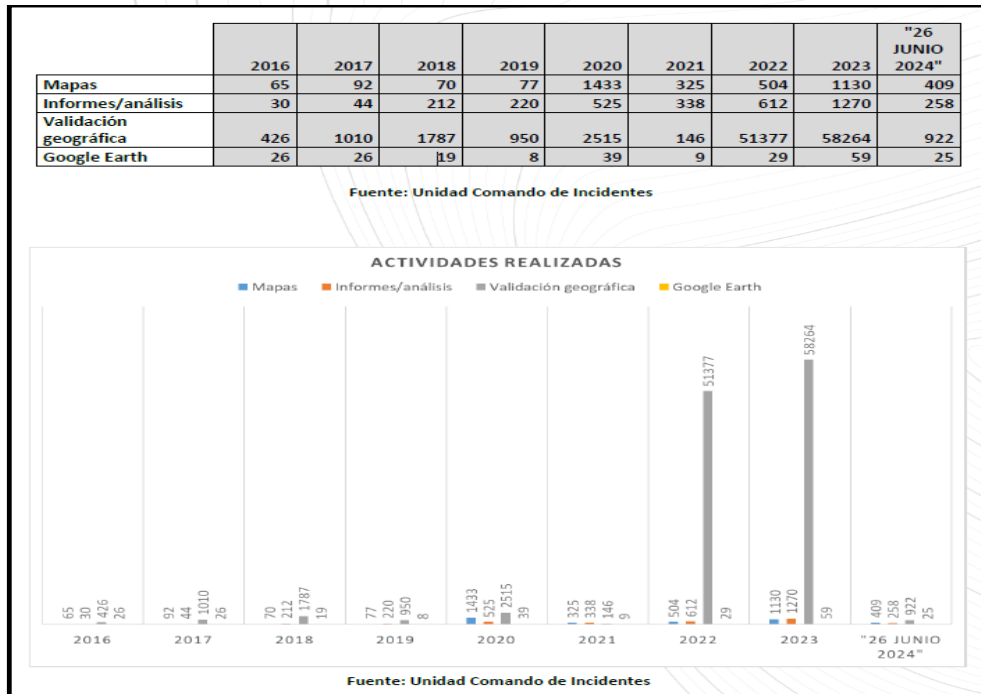 2016 2017 2018 2019 2020 2021 2022 2023 "26 JUNIO 2024"
Mapas 65 92 70 77 1433 325 504 1130 409
Informes/análisis 30 44 212 220 525 338 612 1270 258
Validación geográfica 426 1010 1787 950 2515 146 51377 58264 922
Google Earth 26 26 19 8 39 9 29 59 25
Fuente: Unidad Comando de Incidentes
ACTIVIDADES REALIZADAS
Mapas Informes/análisis Validación geográfica Google Earth
65 30 426 26 92 44 1010 26 70 212 1787 19 77 220 950 8 1433 525 2515 39 325 338 146 9 504 612 51377 29 1130 1270 58264 59 409 258 922 25
2016 2017 2018 2019 2020 2021 2022 2023 "26 JUNIO
2024"
Fuente: Unidad Comando de Incidentes